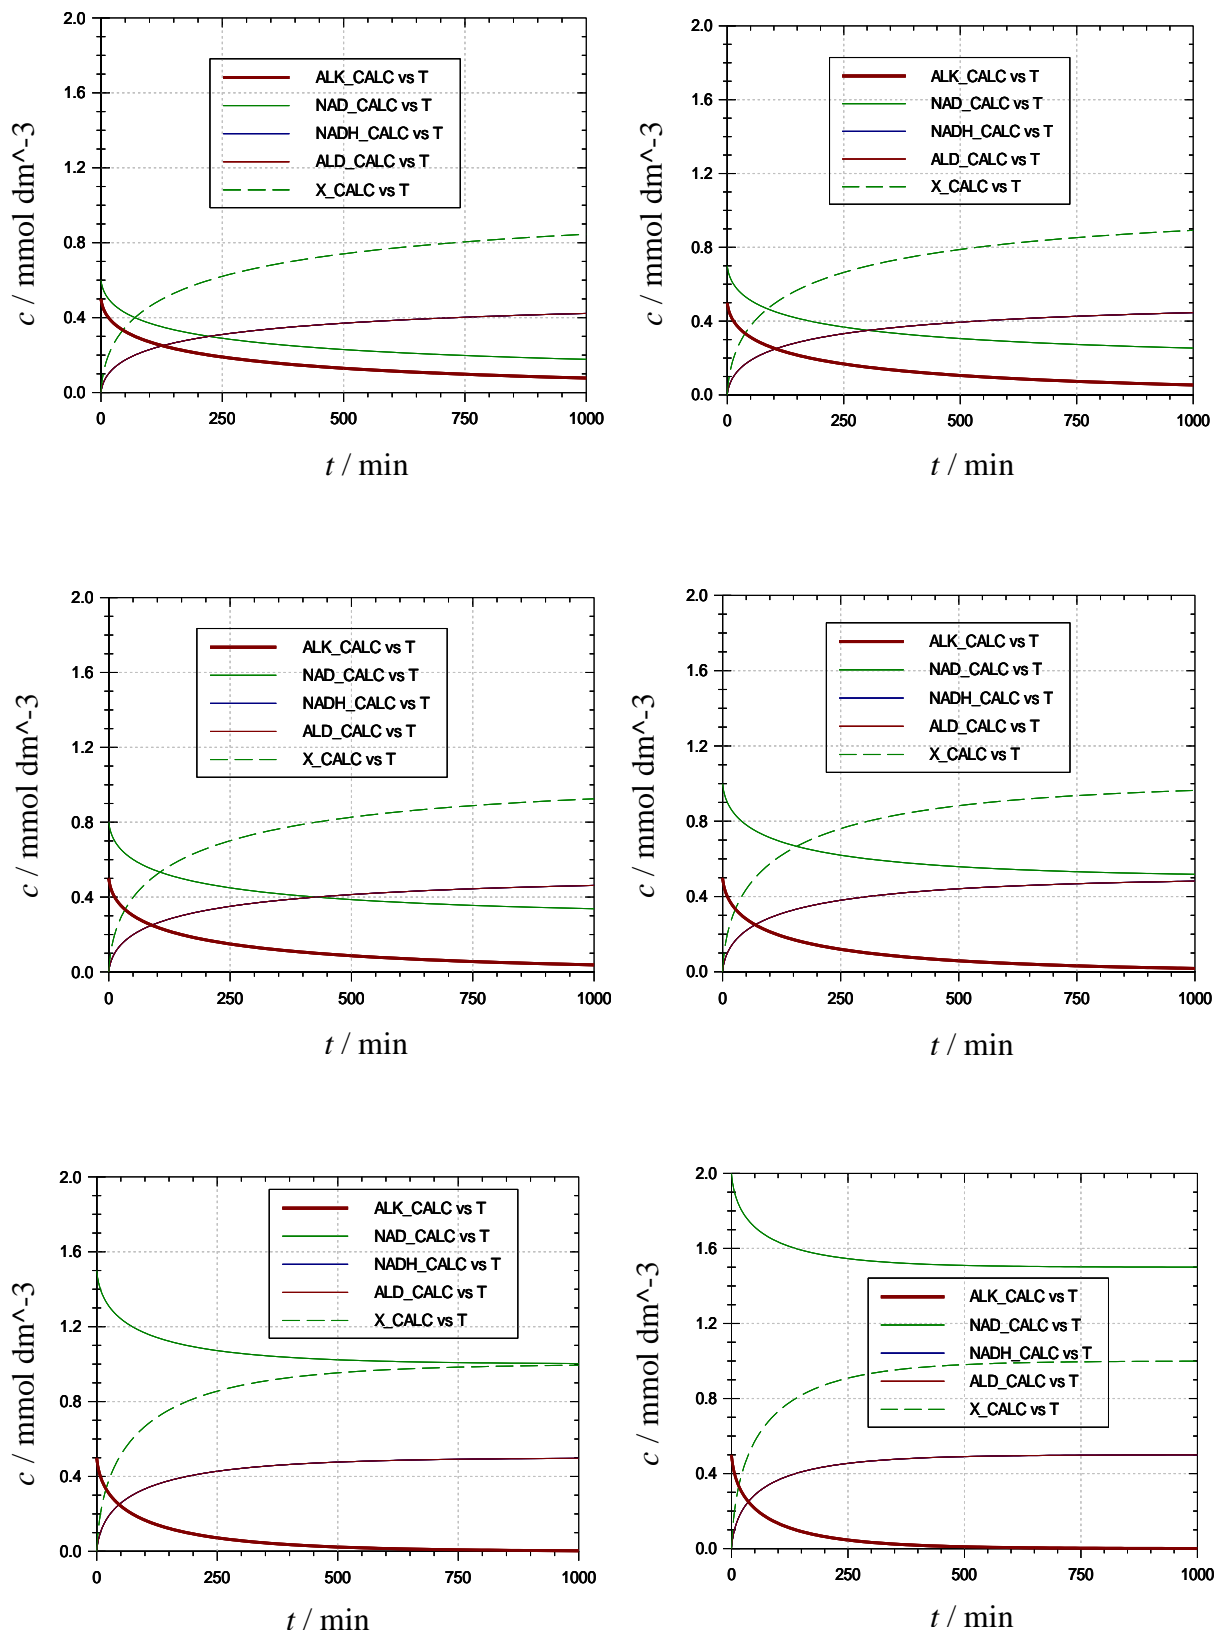 2.0
1.6
1.2
0.8
0.4
0.0
c / mmol dm^-3
ALK_CALC vs T
NAD_CALC vs T
NADH_CALC vs T
ALD_CALC vs T
X_CALC vs T
0 250 500 750 1000
t / min
2.0
1.6
1.2
0.8
0.4
0.0
c / mmol dm^-3
ALK_CALC vs T
NAD_CALC vs T
NADH_CALC vs T
ALD_CALC vs T
X_CALC vs T
0 250 500 750 1000
t / min
2.0
1.6
1.2
0.8
0.4
0.0
c / mmol dm^-3
ALK_CALC vs T
NAD_CALC vs T
NADH_CALC vs T
ALD_CALC vs T
X_CALC vs T
0 250 500 750 1000
t / min
2.0
1.6
1.2
0.8
0.4
0.0
c / mmol dm^-3
ALK_CALC vs T
NAD_CALC vs T
NADH_CALC vs T
ALD_CALC vs T
X_CALC vs T
0 250 500 750 1000
t / min
2.0
1.6
1.2
0.8
0.4
0.0
c / mmol dm^-3
ALK_CALC vs T
NAD_CALC vs T
NADH_CALC vs T
ALD_CALC vs T
X_CALC vs T
0 250 500 750 1000
t / min
2.0
1.6
1.2
0.8
0.4
0.0
c / mmol dm^-3
ALK_CALC vs T
NAD_CALC vs T
NADH_CALC vs T
ALD_CALC vs T
X_CALC vs T
0 250 500 750 1000
t / min